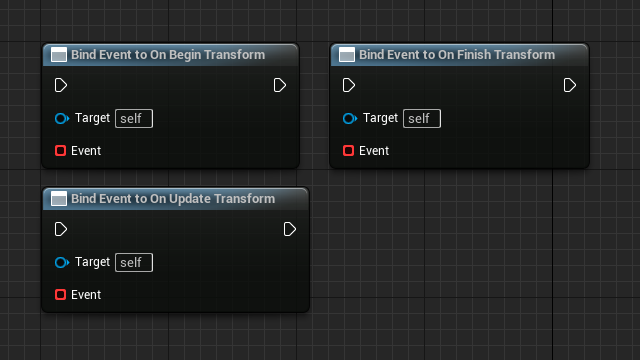 Bind Event to On Begin Transform
Target self
Event
Bind Event to On Finish Transform
Target self
Event
Bind Event to On Update Transform
Target self
Event